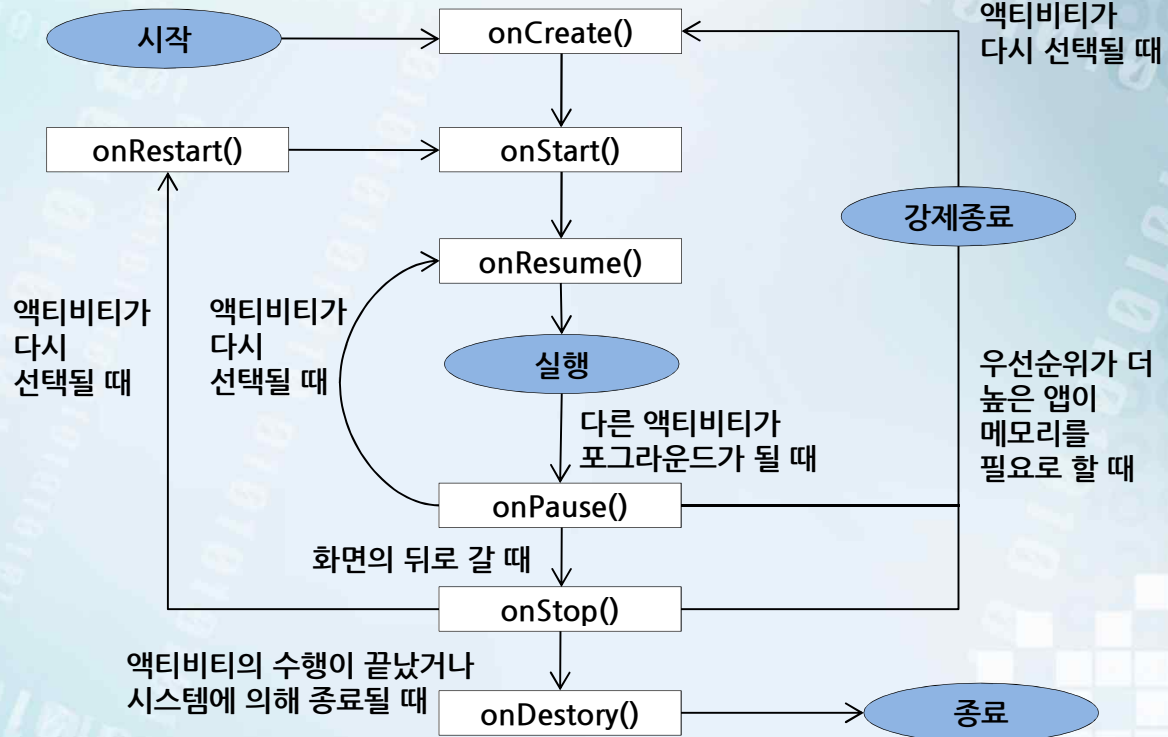 시작
onCreate()
액티비티가
다시 선택될 때
onRestart()
onStart()
강제종료
onResume()
액티비티가
다시
선택될 때
액티비티가
다시
선택될 때
실행
우선순위가 더
높은 앱이
메모리를
필요로 할 때
다른 액티비티가
포그라운드가 될 때
onPause()
화면의 뒤로 갈 때
onStop()
액티비티의 수행이 끝났거나
시스템에 의해 종료될 때
onDestory()
종료